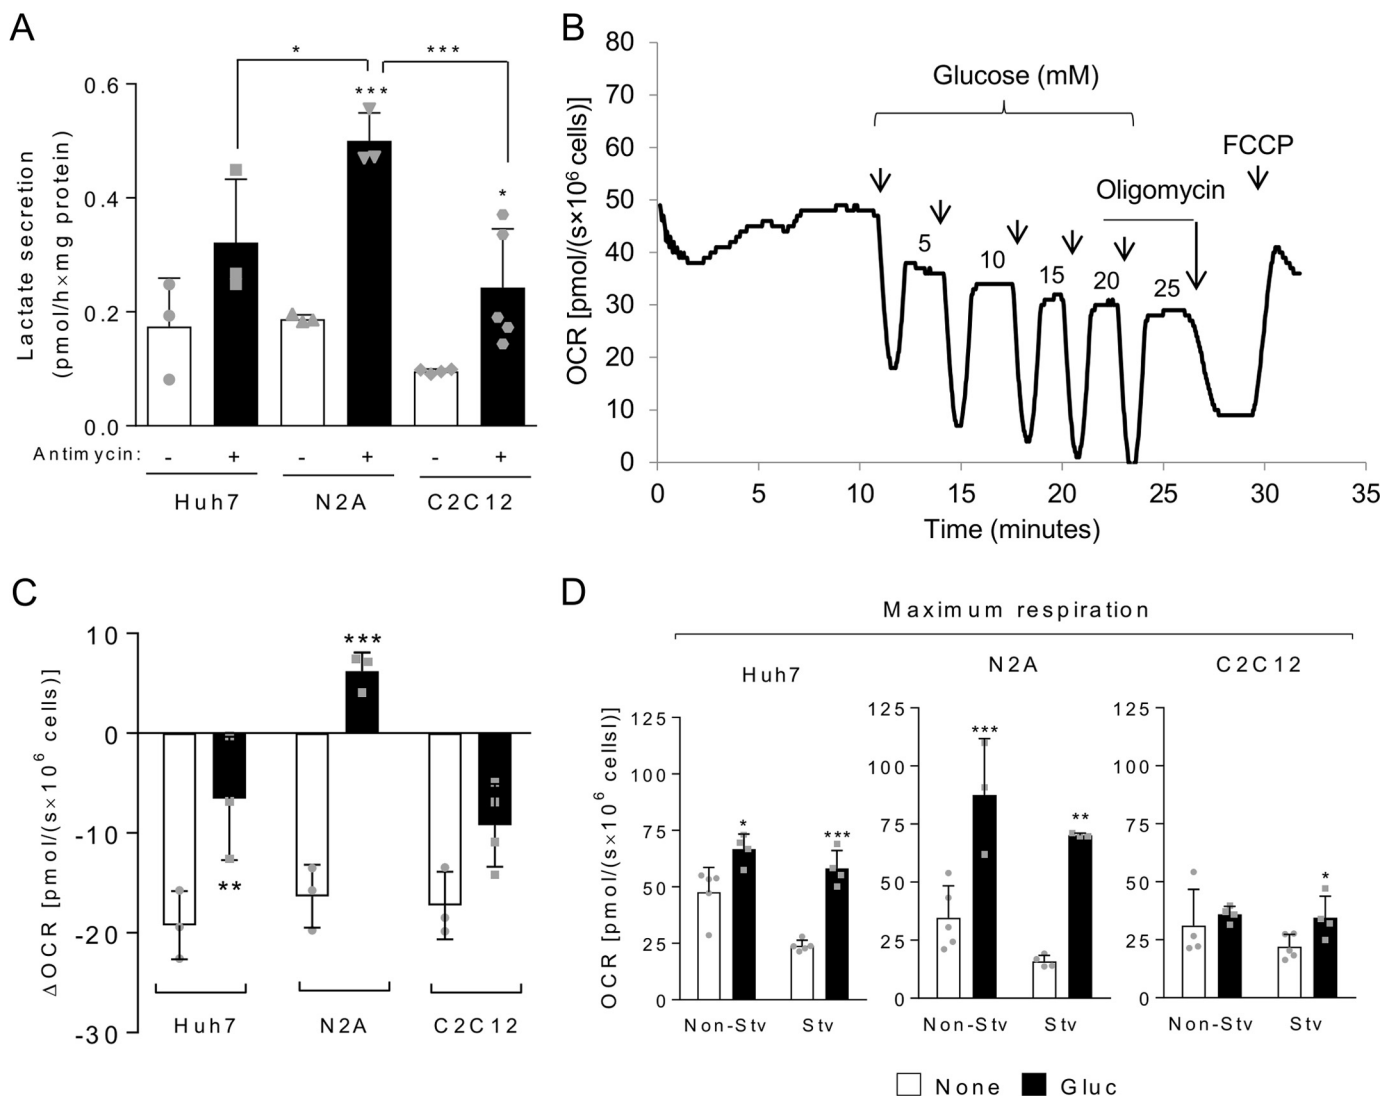 A
*
***
***
*
0.6
0.4
0.2
0.0
Lactate secretion
(pmol/h×mg protein)
Antimycin:
- + - + - +
Huh7 N2A C2C12
B
80
70
60
50
40
30
20
10
0
OCR [pmol/(s×10⁶ cells)]
Glucose (mM)
FCCP
Oligomycin
5 10 15 20 25
0 5 10 15 20 25 30 35
Time (minutes)
C
10
0
-10
-20
-30
ΔOCR [pmol/(s×10⁶ cells)]
***
**
Huh7 N2A C2C12
D
Maximum respiration
Huh7 N2A C2C12
OCR [pmol/(s×10⁶ cellsl)]
125
100
75
50
25
0
* ***
Non-Stv Stv
125
100
75
50
25
0
*** **
Non-Stv Stv
125
100
75
50
25
0
*
Non-Stv Stv
None Gluc